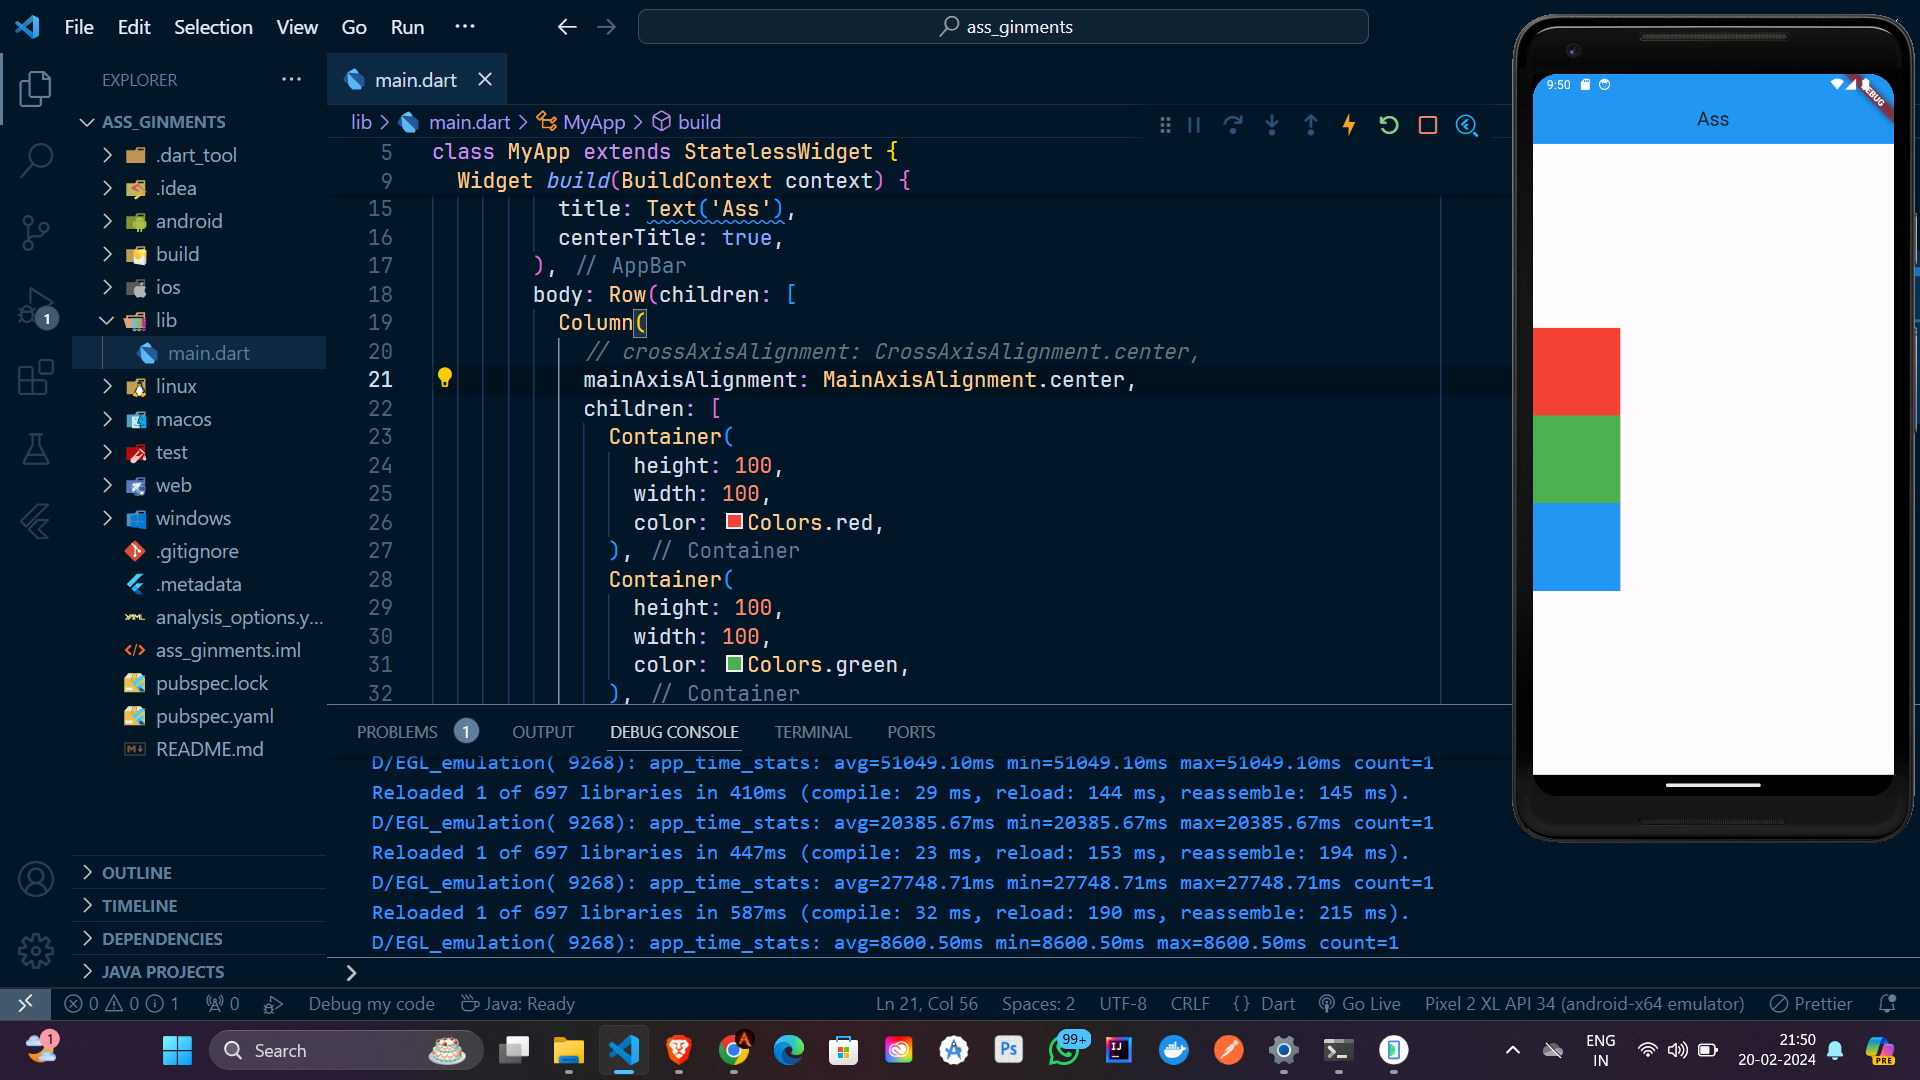 File Edit Selection View Go Run ···
ass_ginments
EXPLORER
ASS_GINMENTS
.dart_tool
.idea
android
build
ios
lib
main.dart
linux
macos
test
web
windows
.gitignore
.metadata
analysis_options.y...
ass_ginments.iml
pubspec.lock
pubspec.yaml
README.md
OUTLINE
TIMELINE
DEPENDENCIES
JAVA PROJECTS
1
main.dart
lib > main.dart > MyApp > build
5 class MyApp extends StatelessWidget {
9 Widget build(BuildContext context) {
15 title: Text('Ass'),
16 centerTitle: true,
17 ), // AppBar
18 body: Row(children: [
19 Column(
20 // crossAxisAlignment: CrossAxisAlignment.center,
21 mainAxisAlignment: MainAxisAlignment.center,
22 children: [
23 Container(
24 height: 100,
25 width: 100,
26 color: Colors.red,
27 ), // Container
28 Container(
29 height: 100,
30 width: 100,
31 color: Colors.green,
32 ), // Container
PROBLEMS 1 OUTPUT DEBUG CONSOLE TERMINAL PORTS
D/EGL_emulation( 9268): app_time_stats: avg=51049.10ms min=51049.10ms max=51049.10ms count=1
Reloaded 1 of 697 libraries in 410ms (compile: 29 ms, reload: 144 ms, reassemble: 145 ms).
D/EGL_emulation( 9268): app_time_stats: avg=20385.67ms min=20385.67ms max=20385.67ms count=1
Reloaded 1 of 697 libraries in 447ms (compile: 23 ms, reload: 153 ms, reassemble: 194 ms).
D/EGL_emulation( 9268): app_time_stats: avg=27748.71ms min=27748.71ms max=27748.71ms count=1
Reloaded 1 of 697 libraries in 587ms (compile: 32 ms, reload: 190 ms, reassemble: 215 ms).
D/EGL_emulation( 9268): app_time_stats: avg=8600.50ms min=8600.50ms max=8600.50ms count=1
9:50
DEBUG
Ass
0 0 1 0 Debug my code Java: Ready Ln 21, Col 56 Spaces: 2 UTF-8 CRLF {} Dart Go Live Pixel 2 XL API 34 (android-x64 emulator) Prettier
1
Search
A
Ps
99+
IJ
ENG
IN
21:50
20-02-2024
PRE